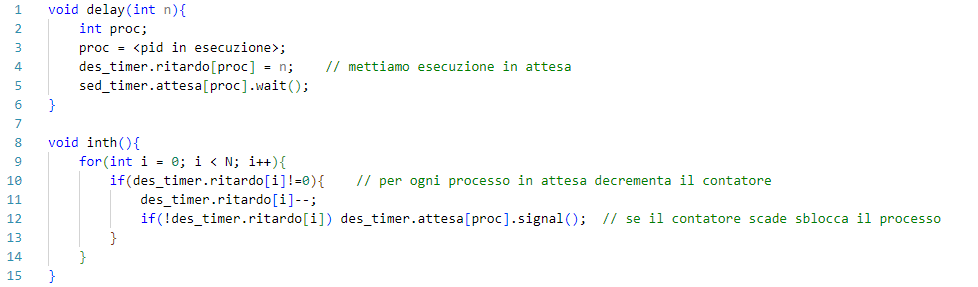 1 void delay(int n){
2     int proc;
3     proc = <pid in esecuzione>;
4     des_timer.ritardo[proc] = n;    // mettiamo esecuzione in attesa
5     sed_timer.attesa[proc].wait();
6 }
7
8 void inth(){
9     for(int i = 0; i < N; i++){
10         if(des_timer.ritardo[i]!=0){    // per ogni processo in attesa decrementa il contatore
11             des_timer.ritardo[i]--;
12             if(!des_timer.ritardo[i]) des_timer.attesa[proc].signal();  // se il contatore scade sblocca il processo
13         }
14     }
15 }